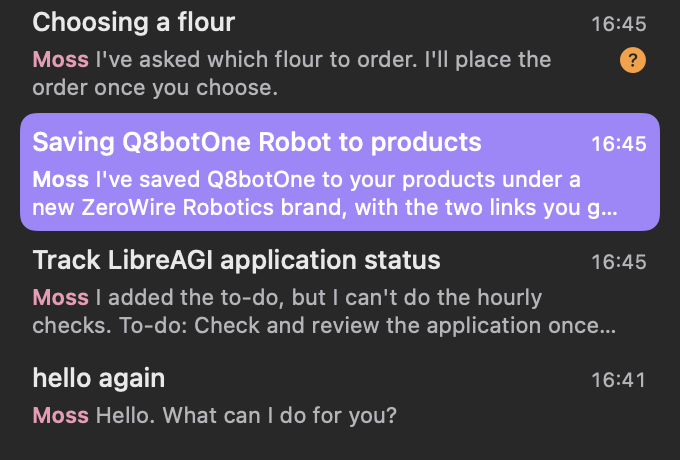 Choosing a flour 16:45
Moss I've asked which flour to order. I'll place the ?
order once you choose.
Saving Q8botOne Robot to products 16:45
Moss I've saved Q8botOne to your products under a
new ZeroWire Robotics brand, with the two links you g...
Track LibreAGI application status 16:45
Moss I added the to-do, but I can't do the hourly
checks. To-do: Check and review the application once...
hello again 16:41
Moss Hello. What can I do for you?